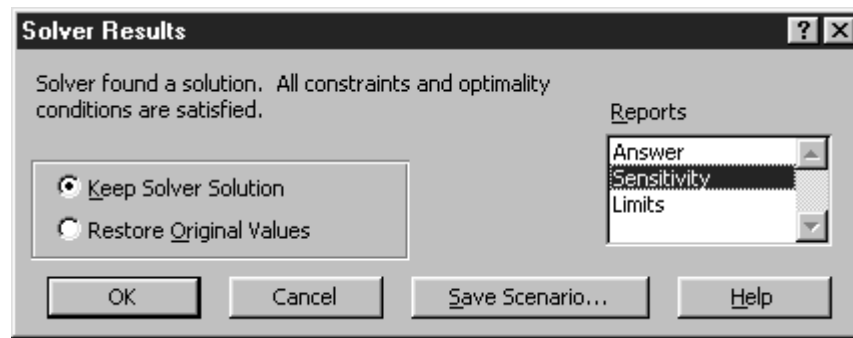 Solver Results
?
Solver found a solution. All constraints and optimality
conditions are satisfied.
Reports
Answer
Sensitivity
Limits
Keep Solver Solution
Restore Original Values
OK
Cancel
Save Scenario...
Help